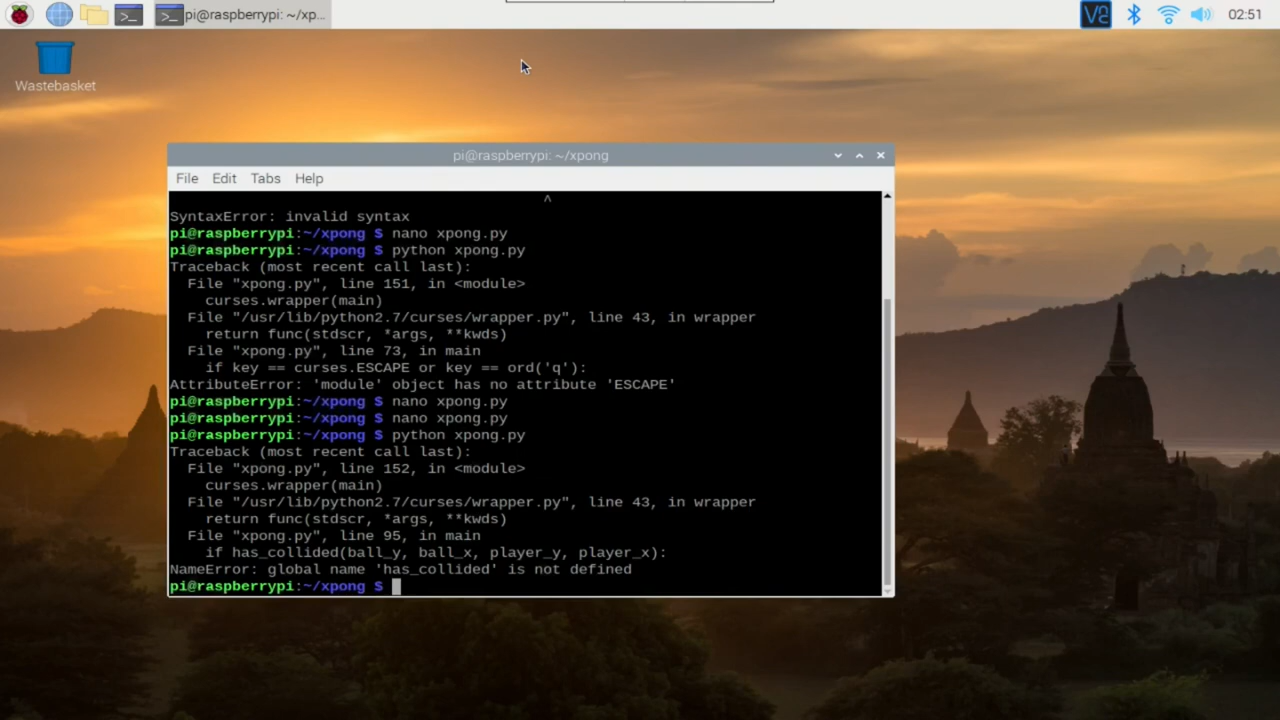 pi@raspberrypi: ~/xp...
02:51
Wastebasket
pi@raspberrypi: ~/xpong
File Edit Tabs Help
^
SyntaxError: invalid syntax
pi@raspberrypi:~/xpong $ nano xpong.py
pi@raspberrypi:~/xpong $ python xpong.py
Traceback (most recent call last):
  File "xpong.py", line 151, in <module>
    curses.wrapper(main)
  File "/usr/lib/python2.7/curses/wrapper.py", line 43, in wrapper
    return func(stdscr, *args, **kwds)
  File "xpong.py", line 73, in main
    if key == curses.ESCAPE or key == ord('q'):
AttributeError: 'module' object has no attribute 'ESCAPE'
pi@raspberrypi:~/xpong $ nano xpong.py
pi@raspberrypi:~/xpong $ nano xpong.py
pi@raspberrypi:~/xpong $ python xpong.py
Traceback (most recent call last):
  File "xpong.py", line 152, in <module>
    curses.wrapper(main)
  File "/usr/lib/python2.7/curses/wrapper.py", line 43, in wrapper
    return func(stdscr, *args, **kwds)
  File "xpong.py", line 95, in main
    if has_collided(ball_y, ball_x, player_y, player_x):
NameError: global name 'has_collided' is not defined
pi@raspberrypi:~/xpong $